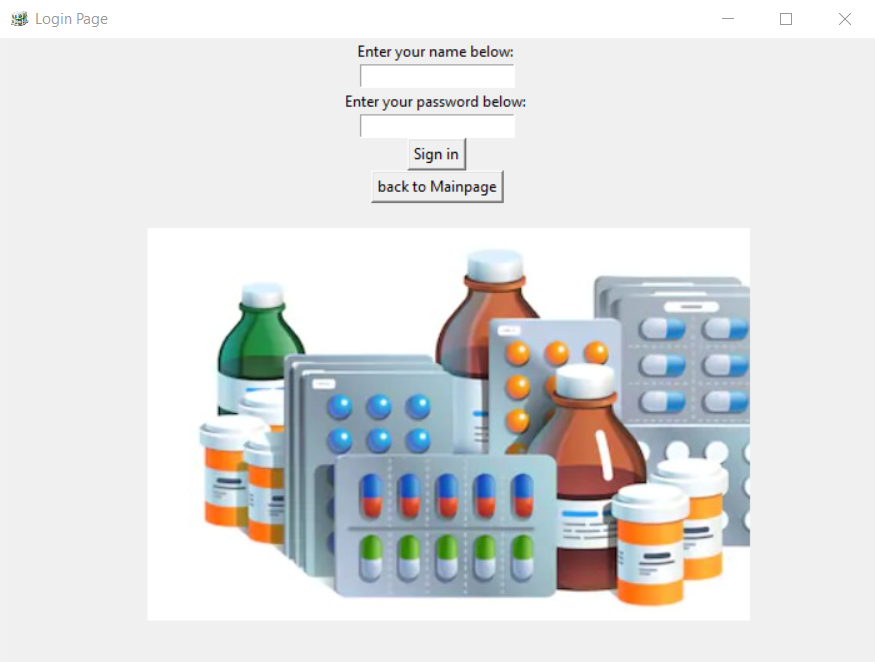 Login Page
Enter your name below:
Enter your password below:
Sign in
back to Mainpage